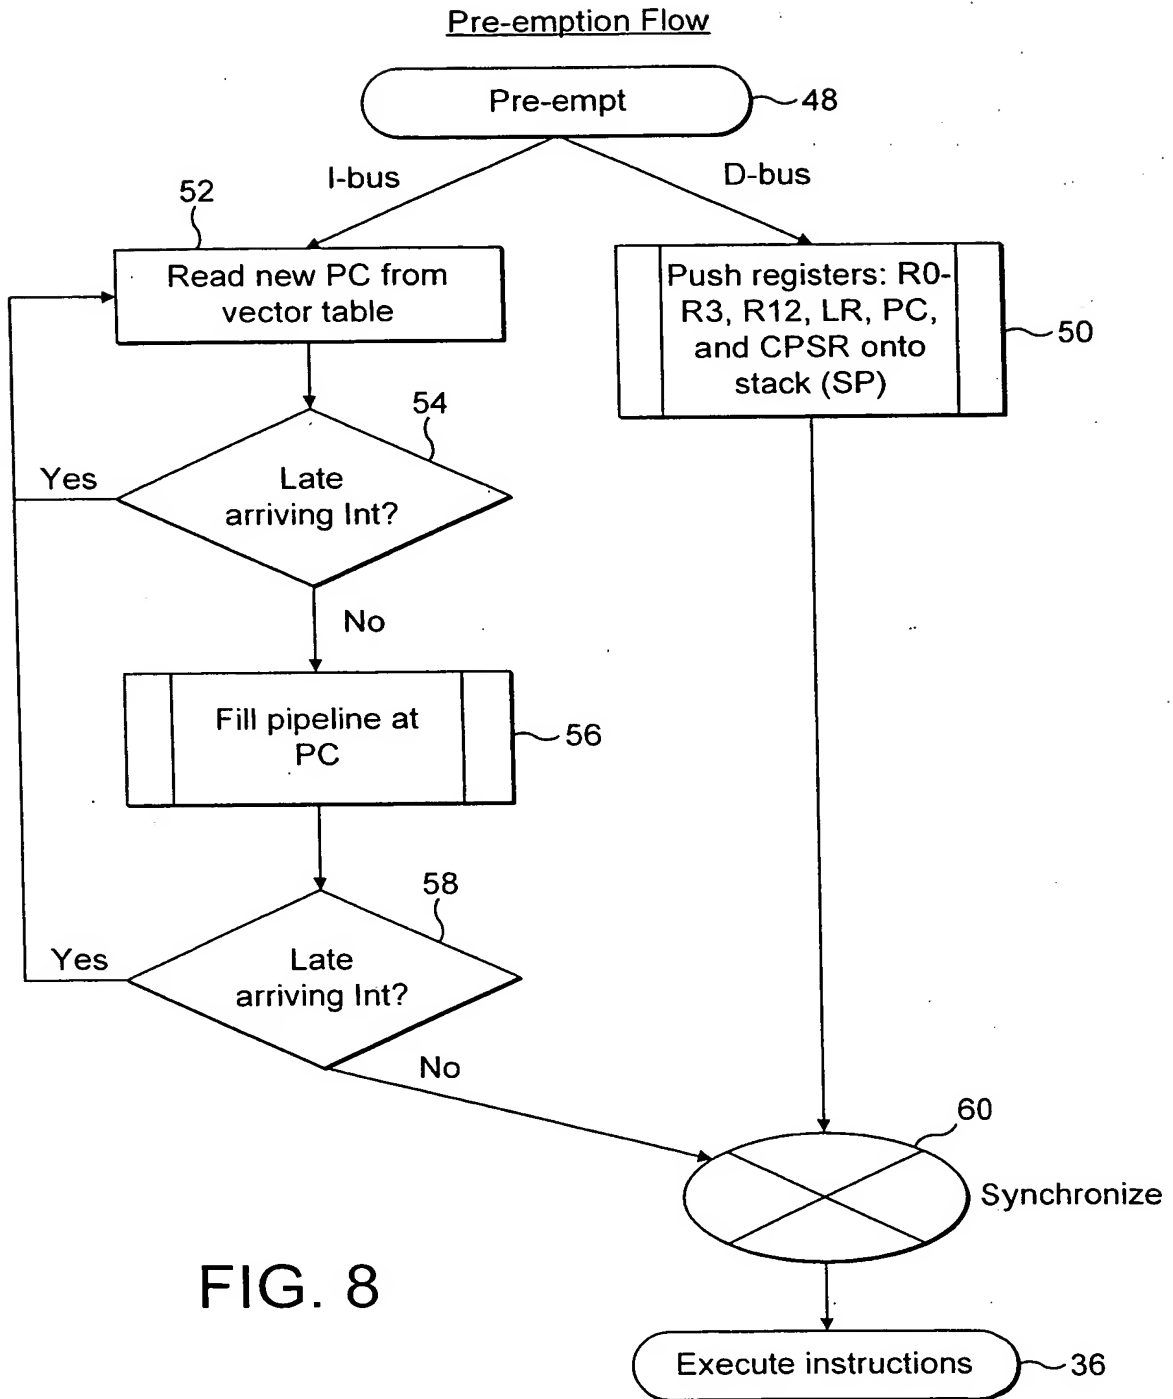 Pre-emption Flow
Pre-empt
48
I-bus
D-bus
52
Read new PC from
vector table
Push registers: R0-
R3, R12, LR, PC,
and CPSR onto
stack (SP)
50
54
Yes
Late
arriving Int?
No
Fill pipeline at
PC
56
58
Yes
Late
arriving Int?
No
60
Synchronize
FIG. 8
Execute instructions
36